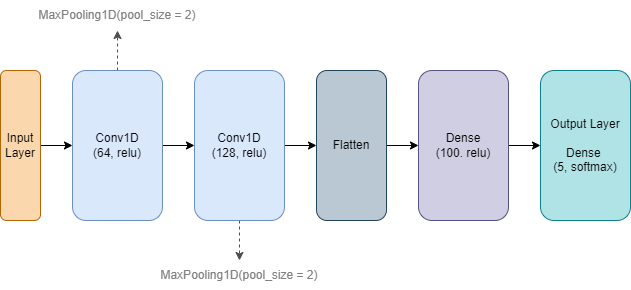 MaxPooling1D(pool_size = 2)
Input
Layer
Conv1D
(64, relu)
Conv1D
(128, relu)
Flatten
Dense
(100. relu)
Output Layer
Dense
(5, softmax)
MaxPooling1D(pool_size = 2)